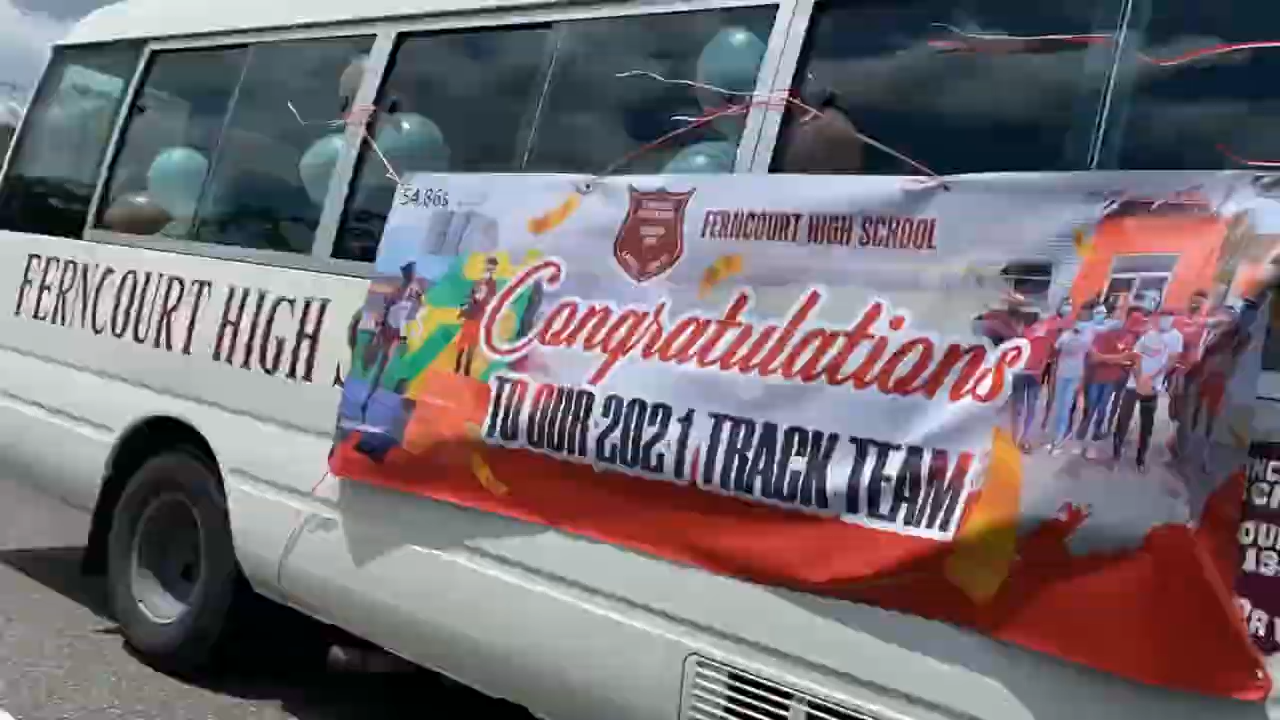 FERNCOURT HIGH
54.86s
FERNCOURT HIGH SCHOOL
Congratulations
TO OUR 2021 TRACK TEAM